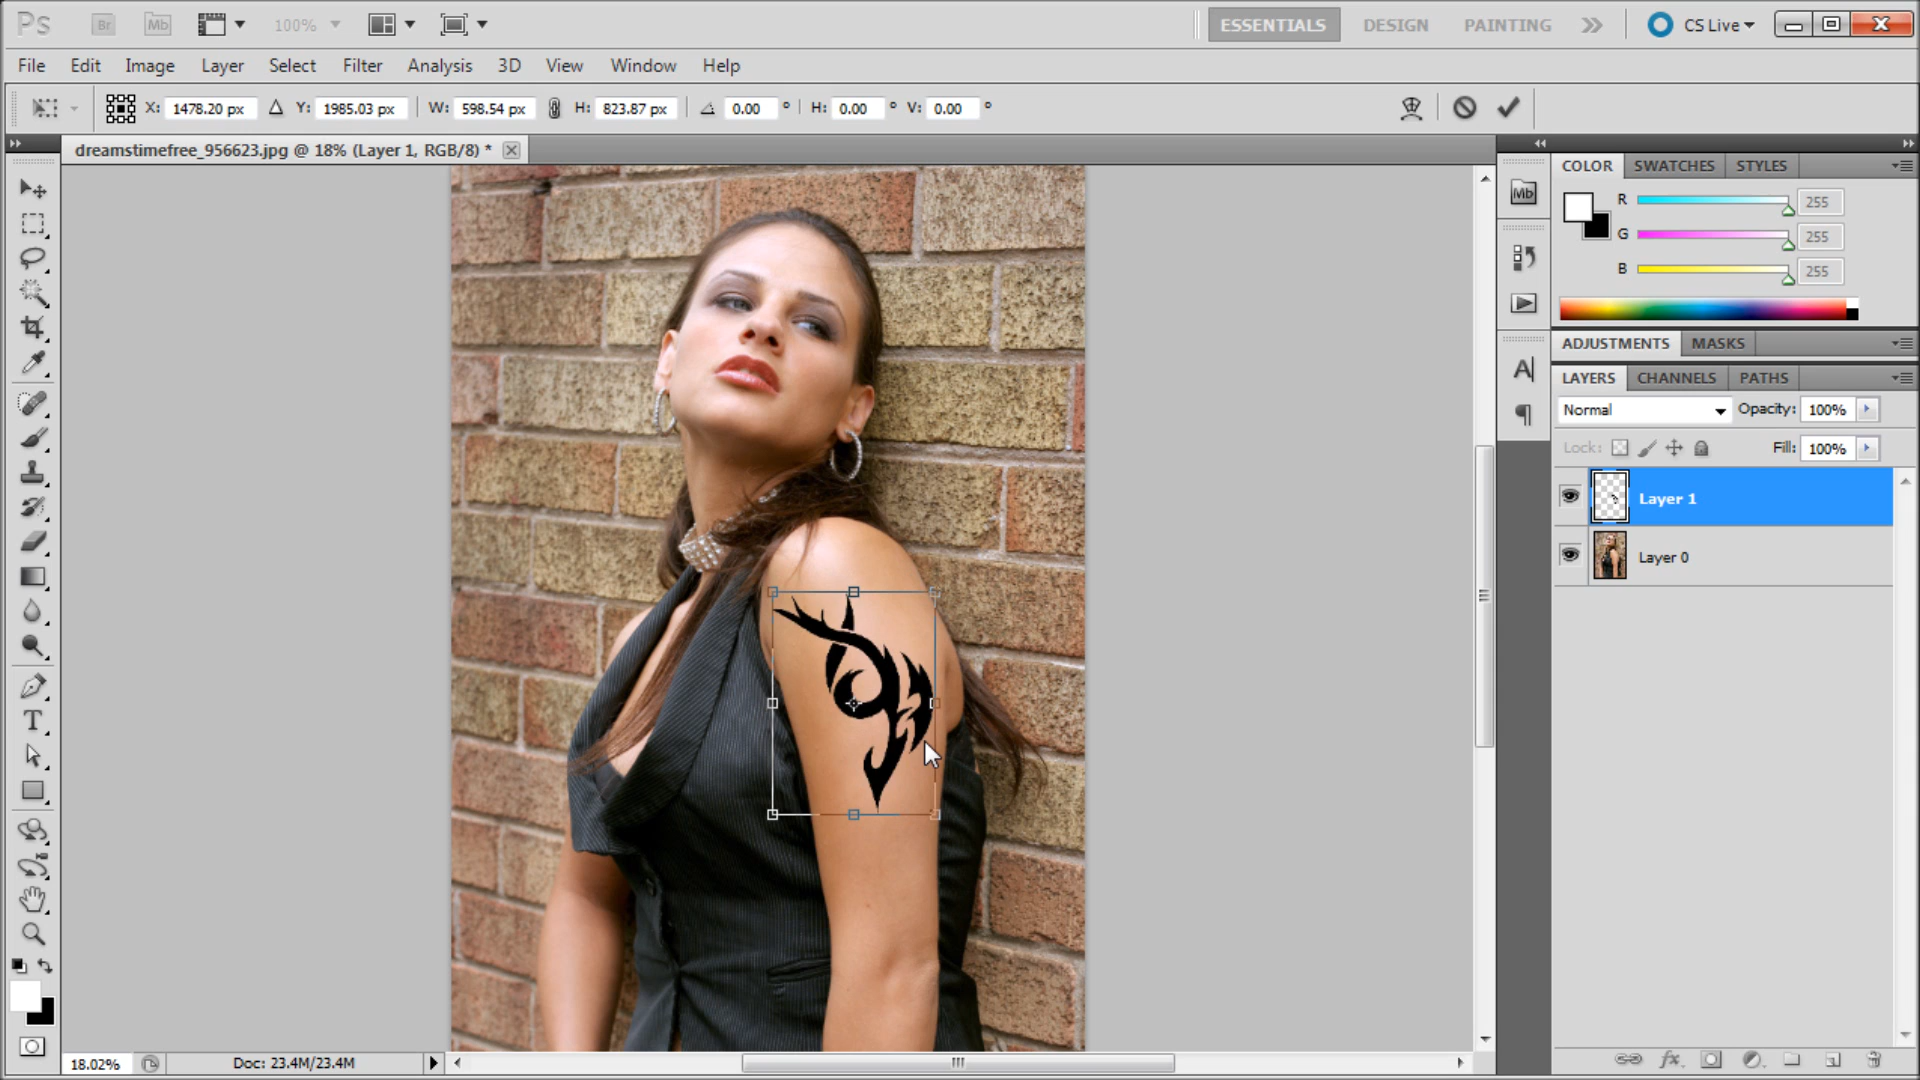 Ps Br Mb 100% ESSENTIALS DESIGN PAINTING CS Live
File Edit Image Layer Select Filter Analysis 3D View Window Help
X: 1478.20 px Y: 1985.03 px W: 598.54 px H: 823.87 px 0.00 ° H: 0.00 ° V: 0.00 °
dreamstimefree_956623.jpg @ 18% (Layer 1, RGB/8) *
COLOR SWATCHES STYLES
Mb
R 255
G 255
B 255
ADJUSTMENTS MASKS
A
LAYERS CHANNELS PATHS
Normal Opacity: 100%
Lock: Fill: 100%
Layer 1
Layer 0
T
18.02% Doc: 23.4M/23.4M
fx